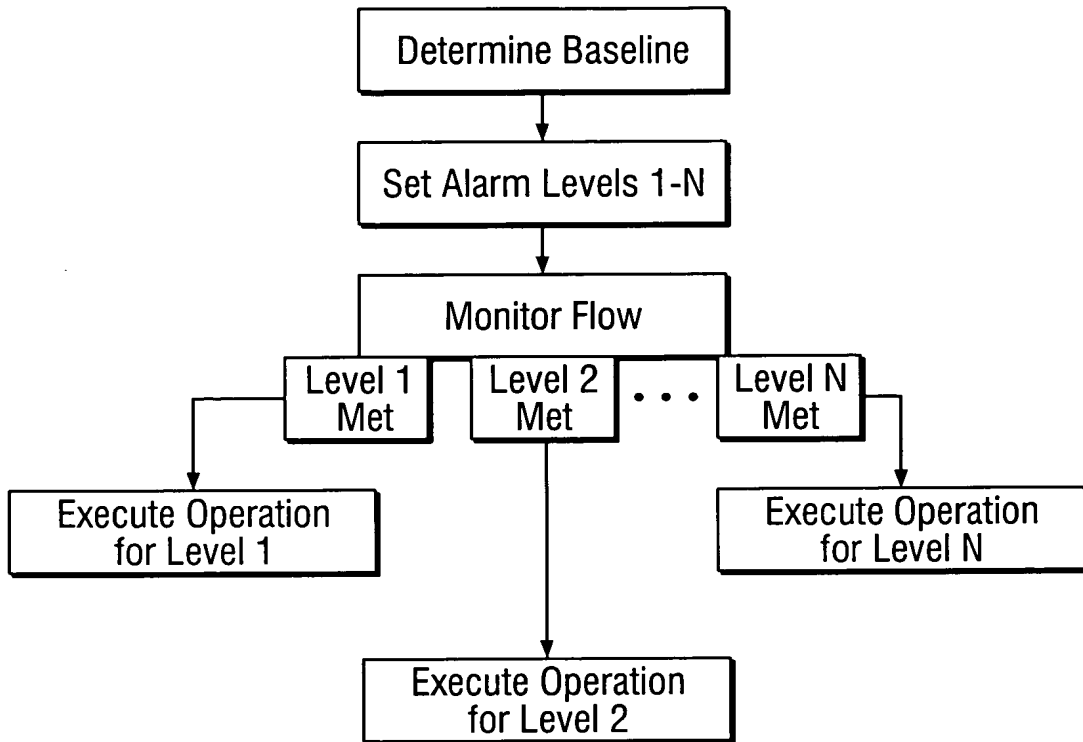 Determine Baseline
Set Alarm Levels 1-N
Monitor Flow
Level 1
Met
Level 2
Met
• • •
Level N
Met
Execute Operation
for Level 1
Execute Operation
for Level N
Execute Operation
for Level 2